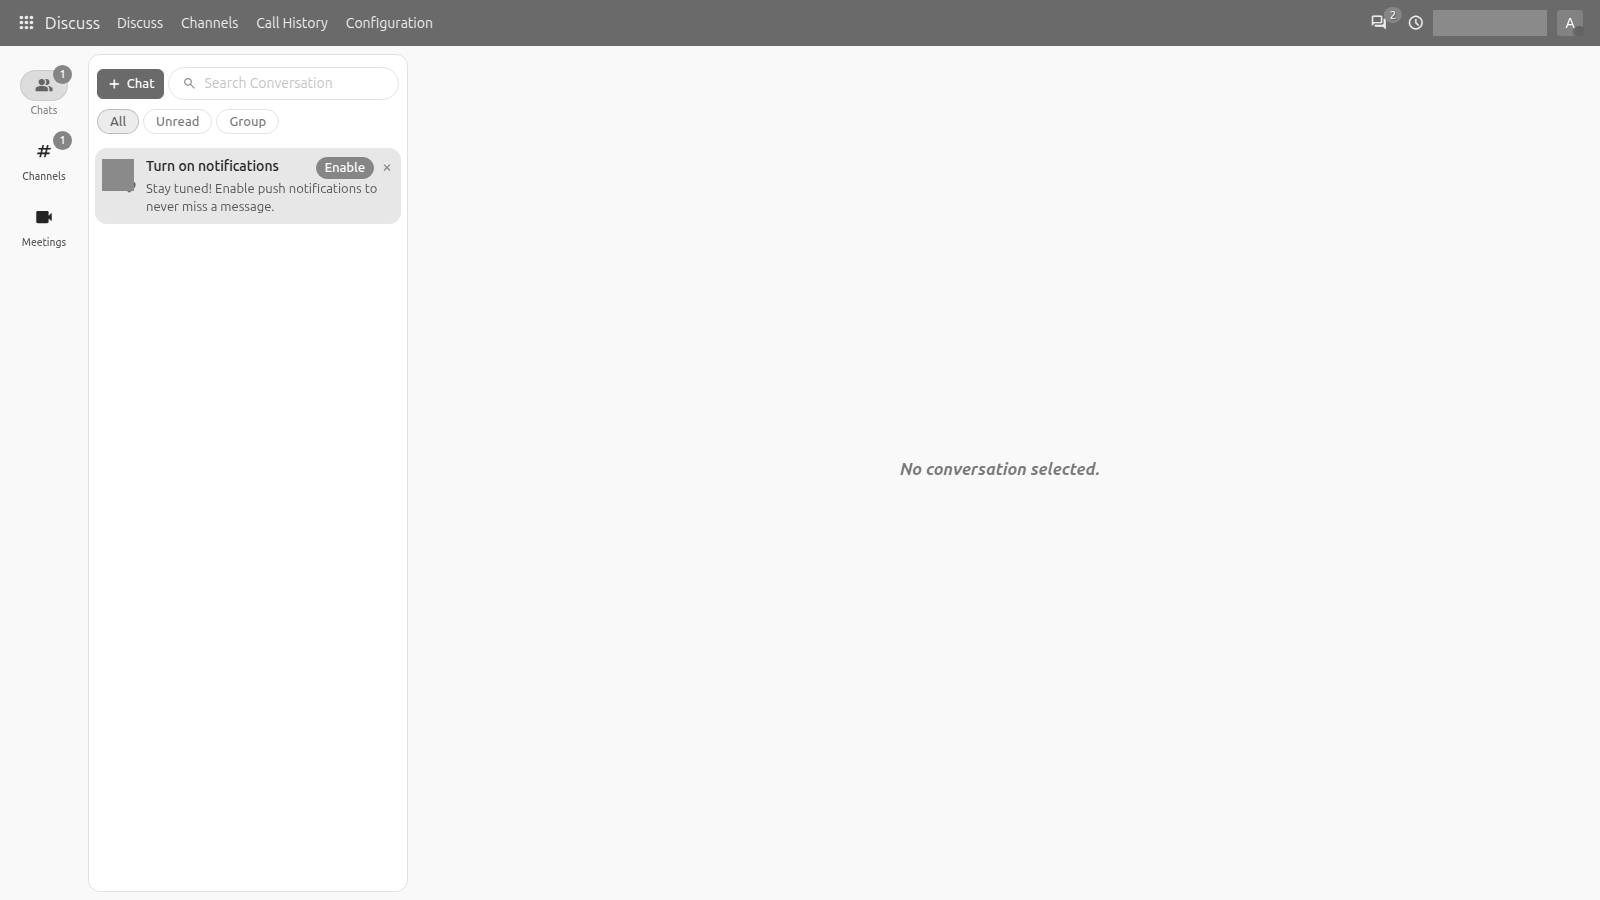 Discuss Discuss Channels Call History Configuration 2 A
1
Chats
1
Channels
Meetings
+ Chat Search Conversation
All Unread Group
Turn on notifications Enable ×
Stay tuned! Enable push notifications to
never miss a message.
No conversation selected.